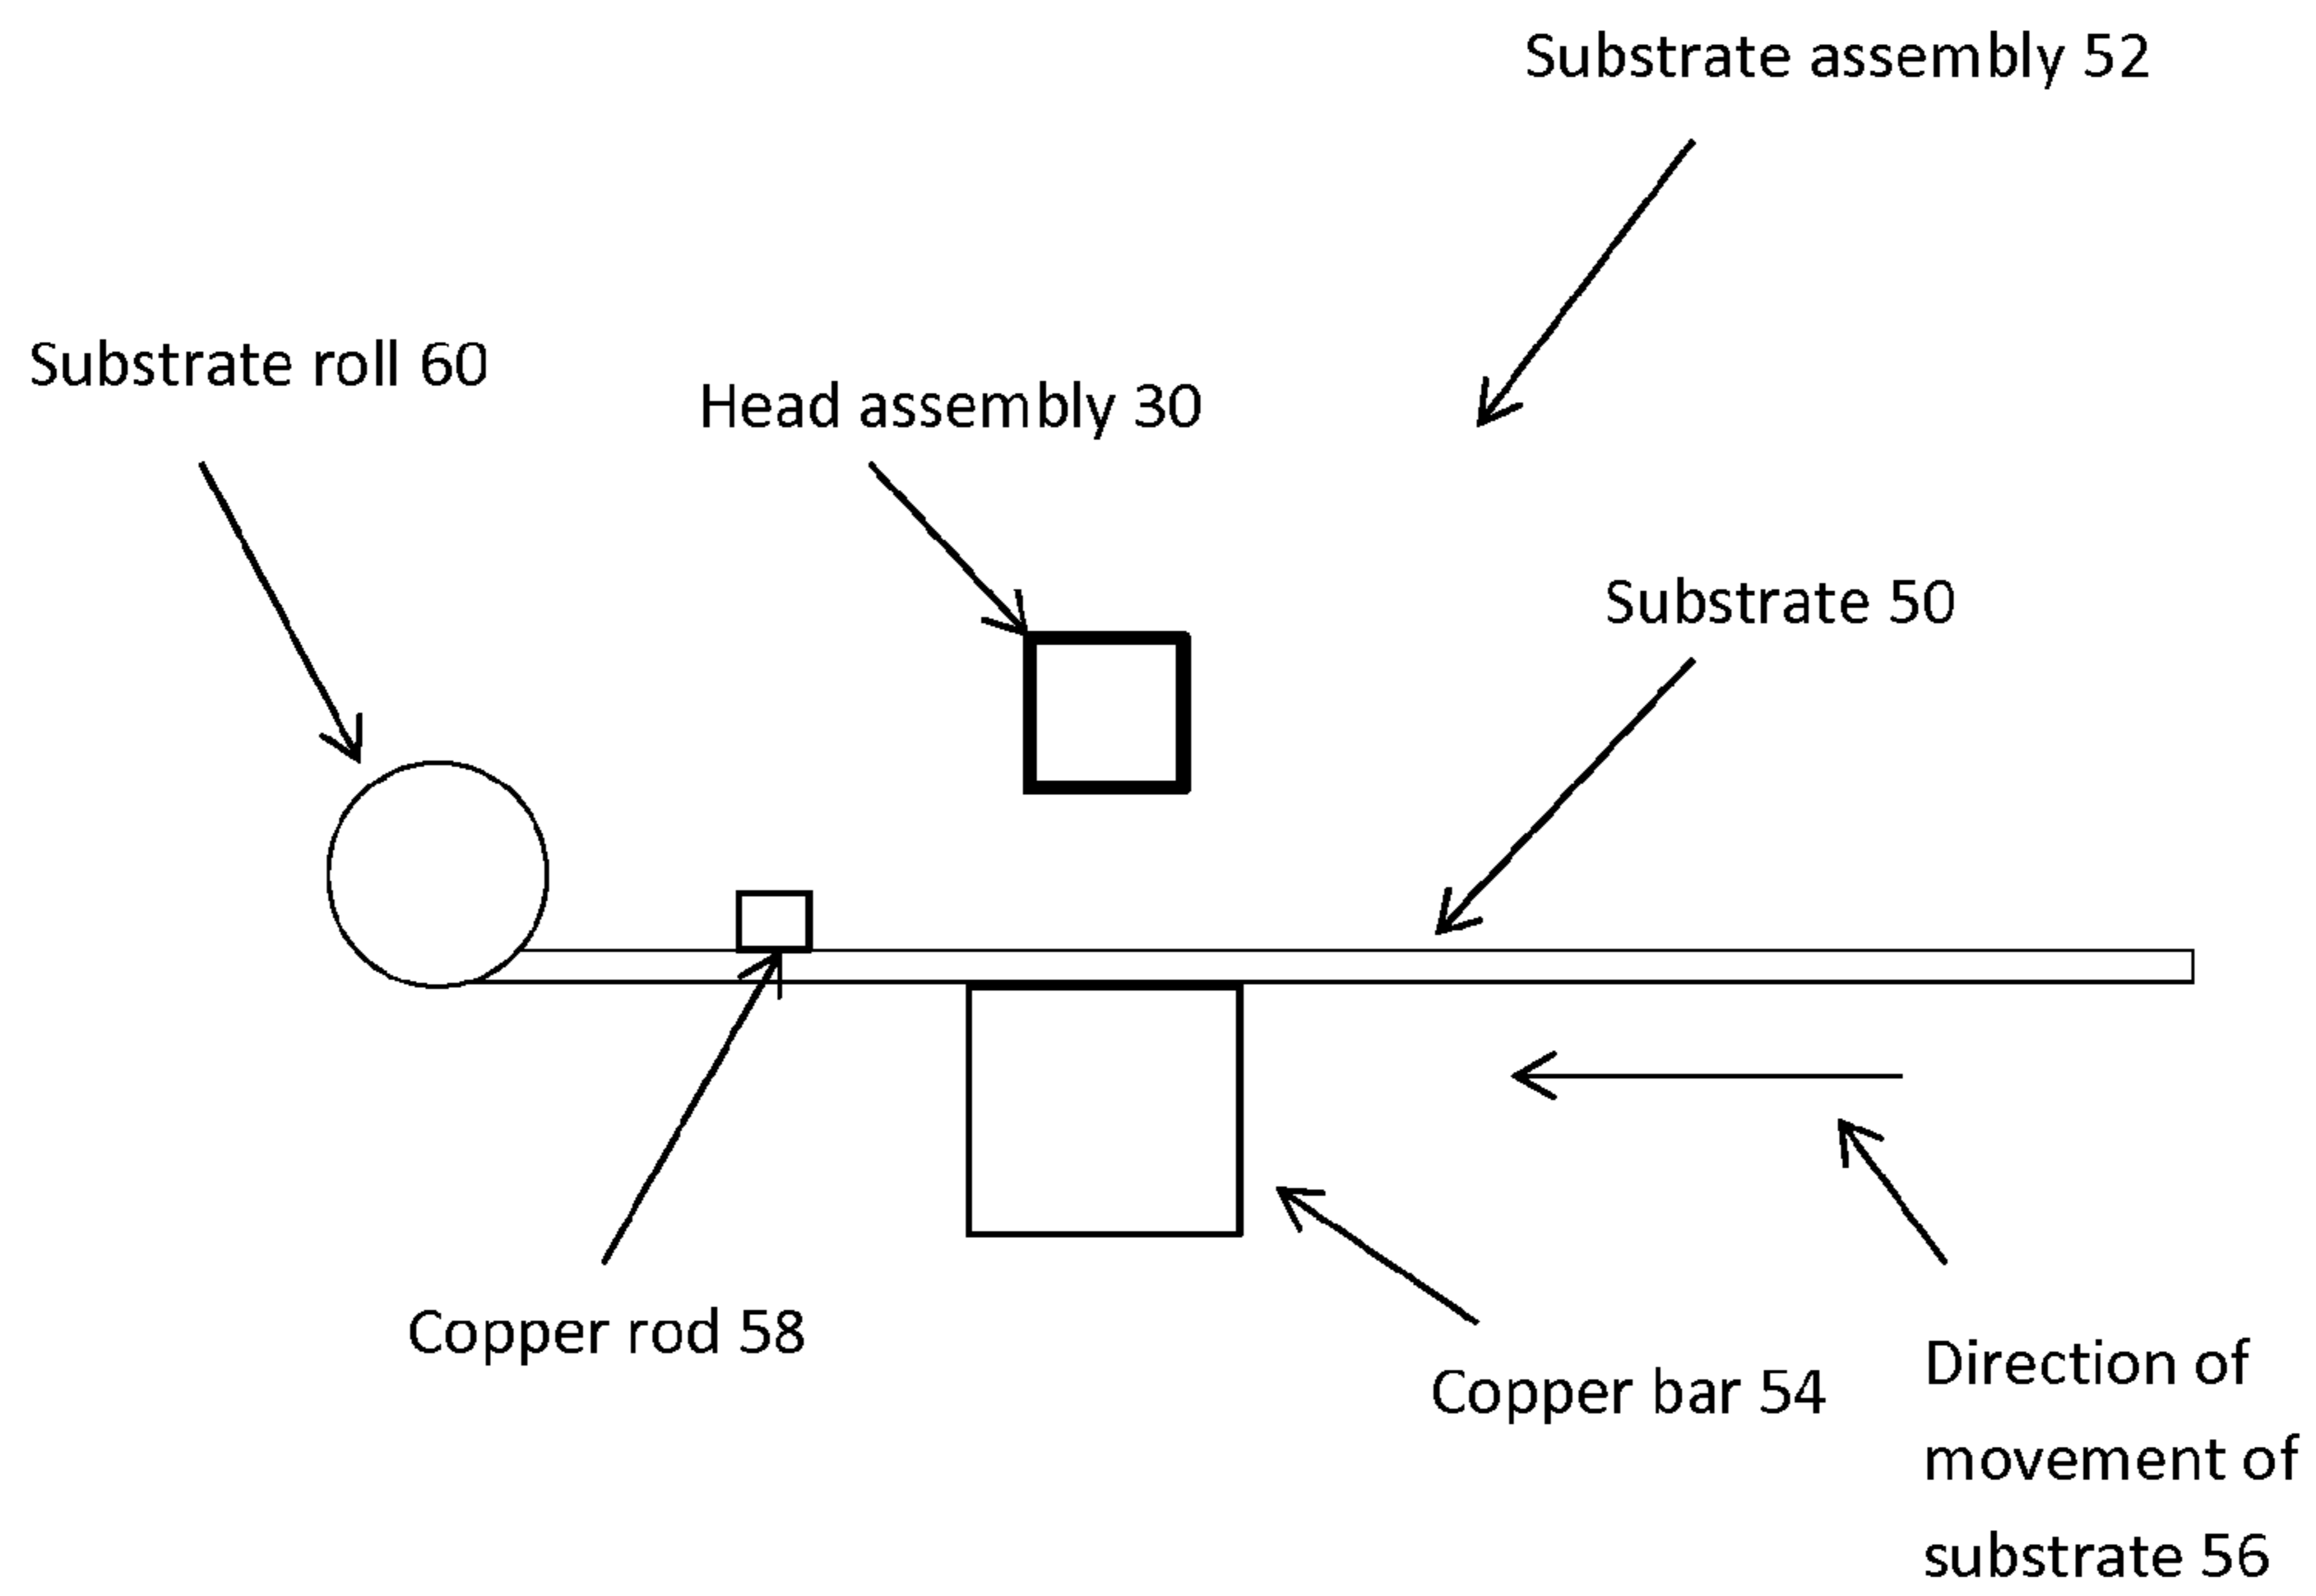 Substrate assembly 52
Substrate roll 60
Head assembly 30
Substrate 50
Copper rod 58
Copper bar 54
Direction of
movement of
substrate 56